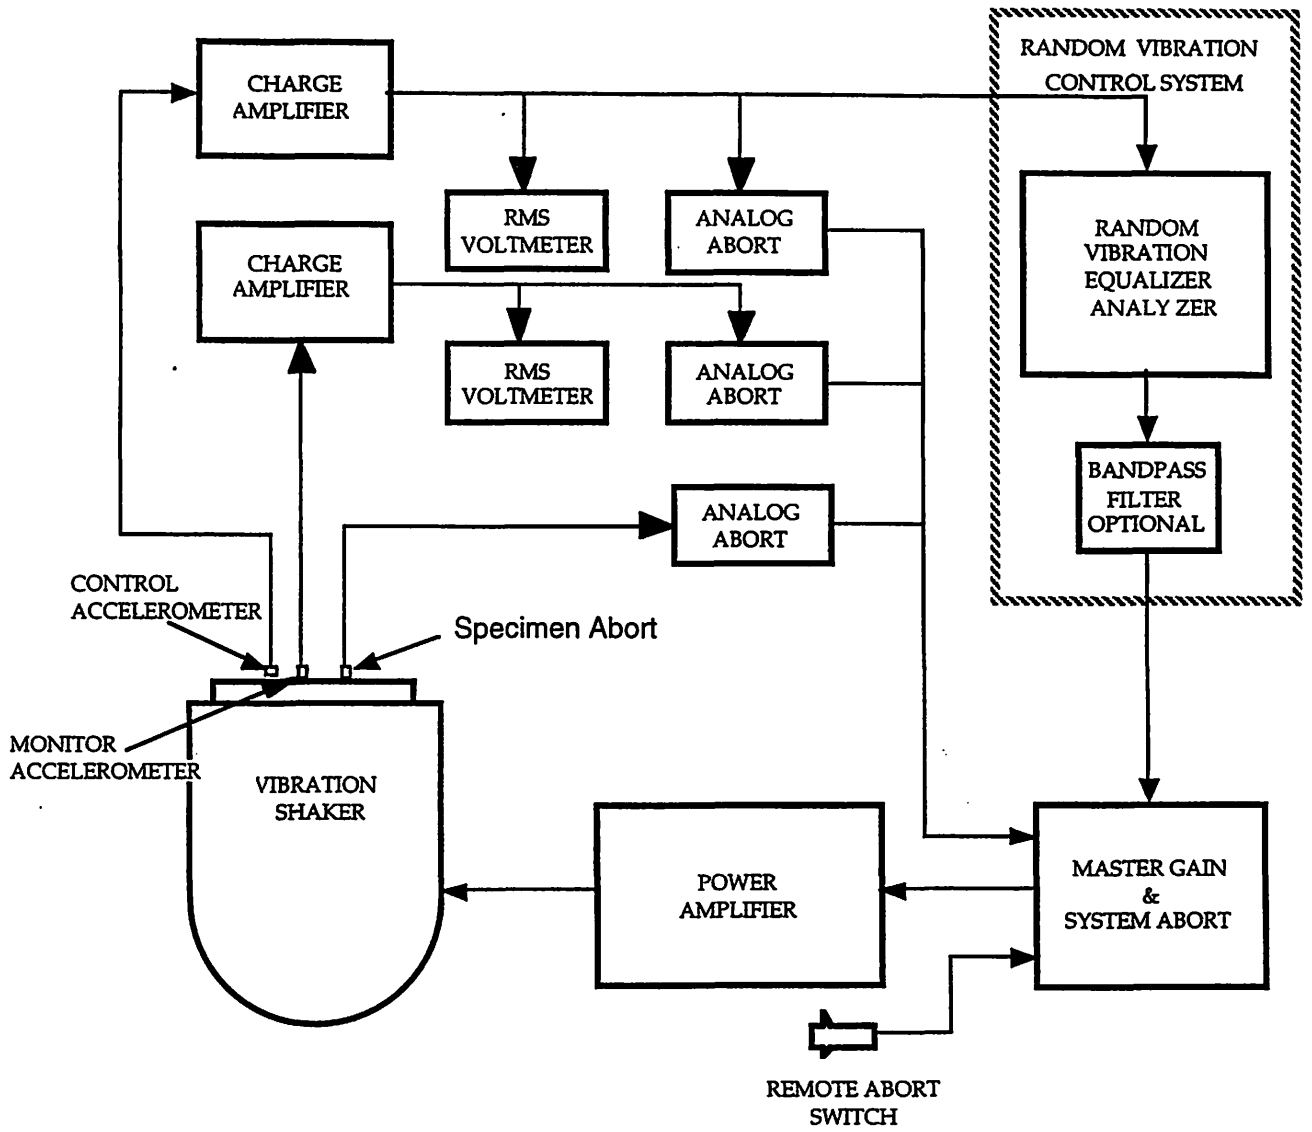 RANDOM VIBRATION
CONTROL SYSTEM
CHARGE
AMPLIFIER
RMS
VOLTMETER
ANALOG
ABORT
RANDOM
VIBRATION
EQUALIZER
ANALY ZER
CHARGE
AMPLIFIER
RMS
VOLTMETER
ANALOG
ABORT
BANDPASS
FILTER
OPTIONAL
ANALOG
ABORT
CONTROL
ACCELEROMETER
Specimen Abort
MONITOR
ACCELEROMETER
VIBRATION
SHAKER
POWER
AMPLIFIER
MASTER GAIN
&
SYSTEM ABORT
REMOTE ABORT
SWITCH